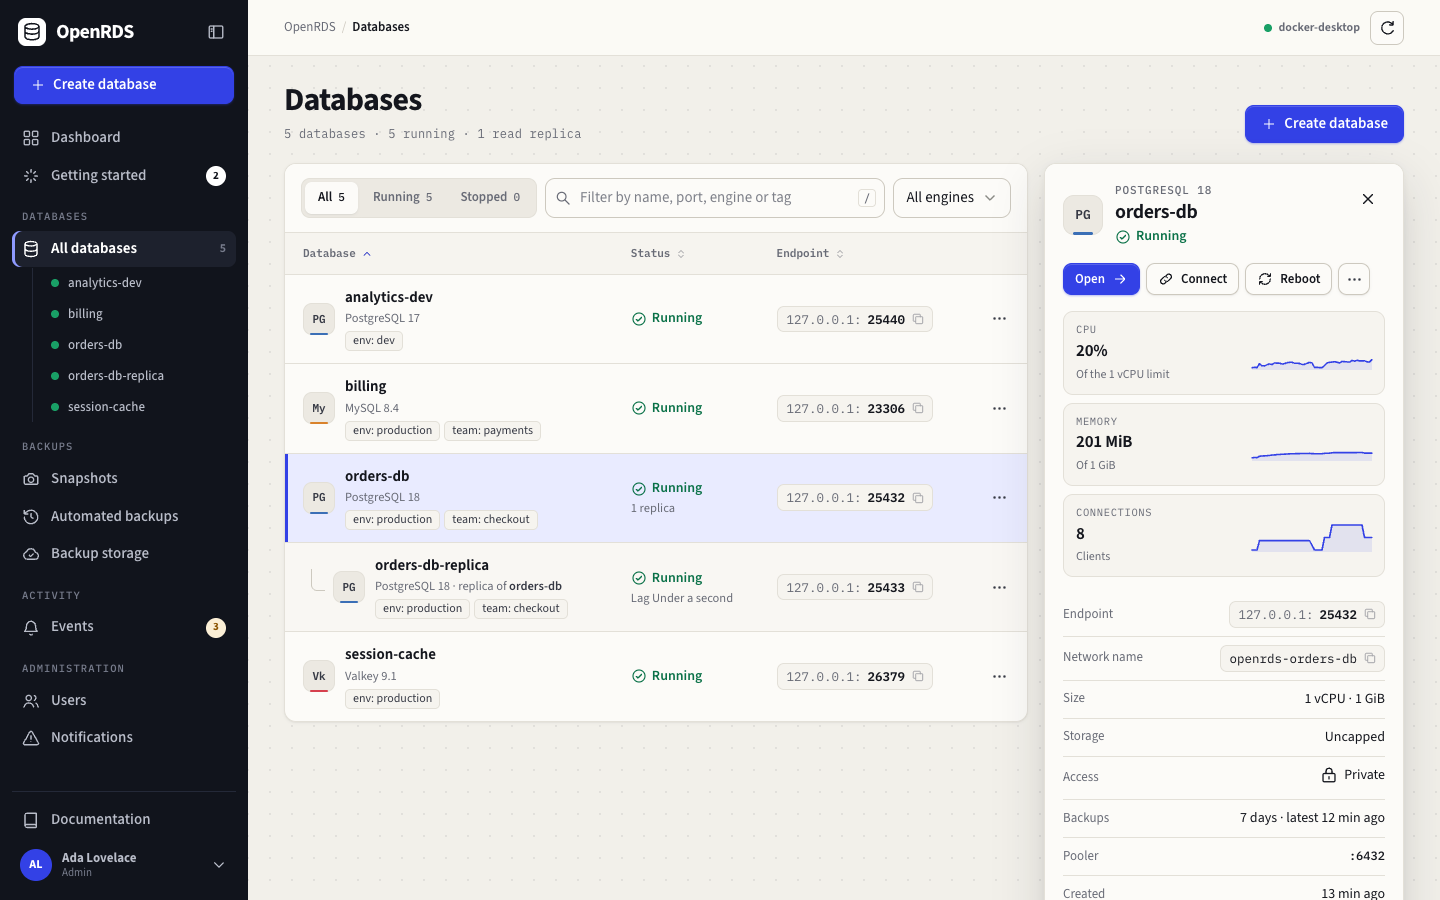 OpenRDS
Create database
Dashboard
Getting started 2
DATABASES
All databases 5
analytics-dev
billing
orders-db
orders-db-replica
session-cache
BACKUPS
Snapshots
Automated backups
Backup storage
ACTIVITY
Events 3
ADMINISTRATION
Users
Notifications
Documentation
AL Ada Lovelace
Admin
OpenRDS / Databases
docker-desktop
Databases
5 databases · 5 running · 1 read replica
Create database
All 5 Running 5 Stopped 0 Filter by name, port, engine or tag / All engines
Database Status Endpoint
analytics-dev
PG PostgreSQL 17 Running 127.0.0.1: 25440
env: dev
billing
My MySQL 8.4 Running 127.0.0.1: 23306
env: production team: payments
orders-db
PG PostgreSQL 18 Running 127.0.0.1: 25432
1 replica
env: production team: checkout
orders-db-replica
PG PostgreSQL 18 · replica of orders-db Running 127.0.0.1: 25433
Lag Under a second
env: production team: checkout
session-cache
Vk Valkey 9.1 Running 127.0.0.1: 26379
env: production
POSTGRESQL 18
PG orders-db
Running
Open Connect Reboot
CPU
20%
Of the 1 vCPU limit
MEMORY
201 MiB
Of 1 GiB
CONNECTIONS
8
Clients
Endpoint 127.0.0.1: 25432
Network name openrds-orders-db
Size 1 vCPU · 1 GiB
Storage Uncapped
Access Private
Backups 7 days · latest 12 min ago
Pooler :6432
Created 13 min ago